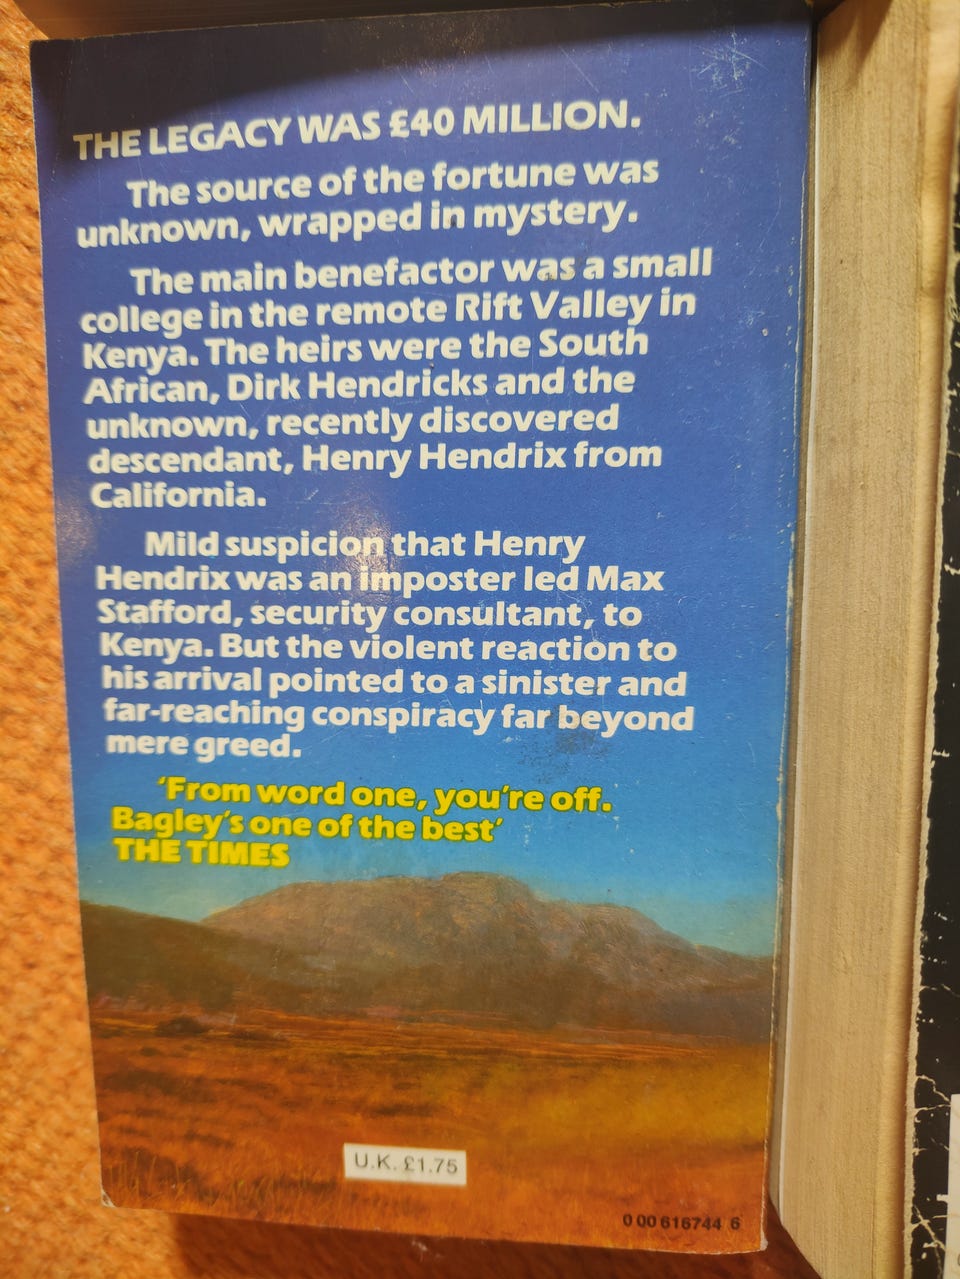 THE LEGACY WAS £40 MILLION.
The source of the fortune was
unknown, wrapped in mystery.
The main benefactor was a small
college in the remote Rift Valley in
Kenya. The heirs were the South
African, Dirk Hendricks and the
unknown, recently discovered
descendant, Henry Hendrix from
California.
Mild suspicion that Henry
Hendrix was an imposter led Max
Stafford, security consultant, to
Kenya. But the violent reaction to
his arrival pointed to a sinister and
far-reaching conspiracy far beyond
mere greed.
'From word one, you're off.
Bagley's one of the best'
THE TIMES
U.K. £1.75
0 00 616744 6